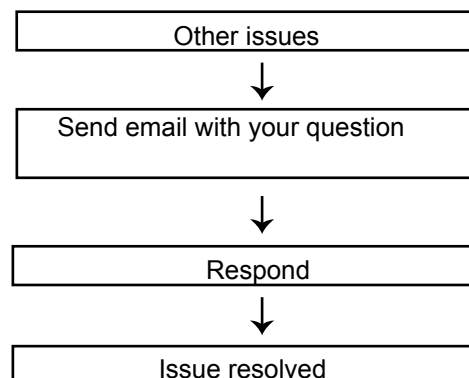 Other issues
Send email with your question
Respond
Issue resolved